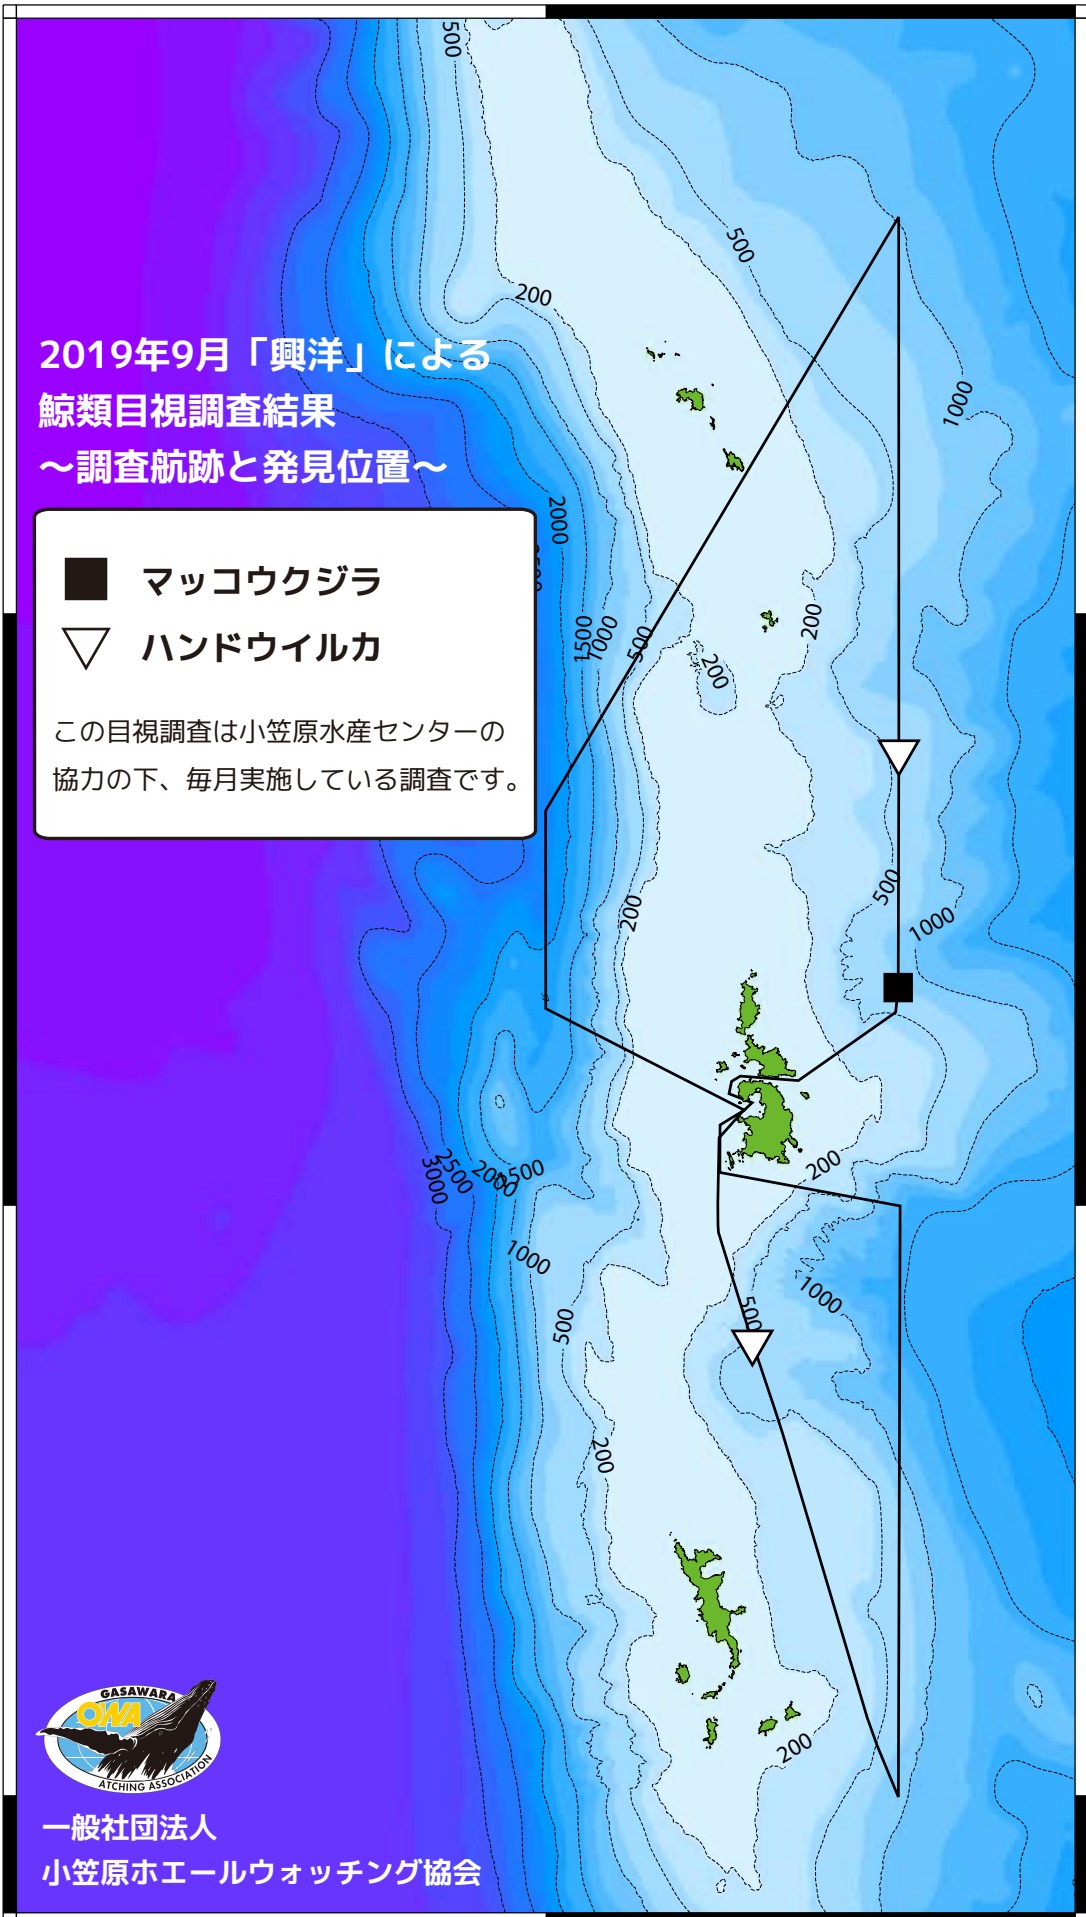 500
500
200
2019年9月「興洋」による
鯨類目視調査結果
～調査航跡と発見位置～
1000
2000
■ マッコウクジラ
▽ ハンドウイルカ
1500
1000
500
200
200
この目視調査は小笠原水産センターの
協力の下、毎月実施している調査です。
500
200
1000
3000
2500
2000
1500
200
1000
1000
500
500
200
200
GASAWARA
OWA
ATCHING ASSOCIATION
一般社団法人
小笠原ホエールウォッチング協会